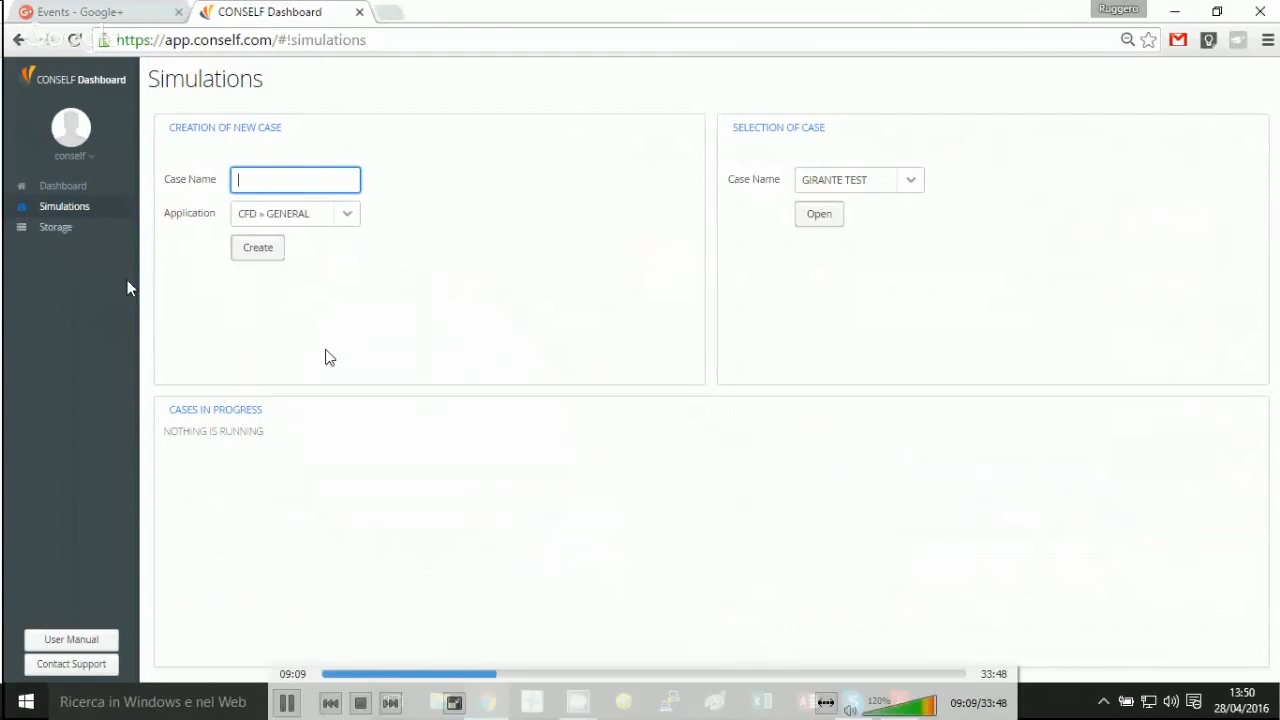 Events - Google+
CONSELF Dashboard
Ruggero
https://app.conself.com/#!simulations
CONSELF Dashboard
conself
Dashboard
Simulations
Storage
User Manual
Contact Support
Simulations
CREATION OF NEW CASE
Case Name
Application
CFD » GENERAL
Create
SELECTION OF CASE
Case Name
GIRANTE TEST
Open
CASES IN PROGRESS
NOTHING IS RUNNING
09:09
33:48
Ricerca in Windows e nel Web
120%
09:09/33:48
13:50
28/04/2016